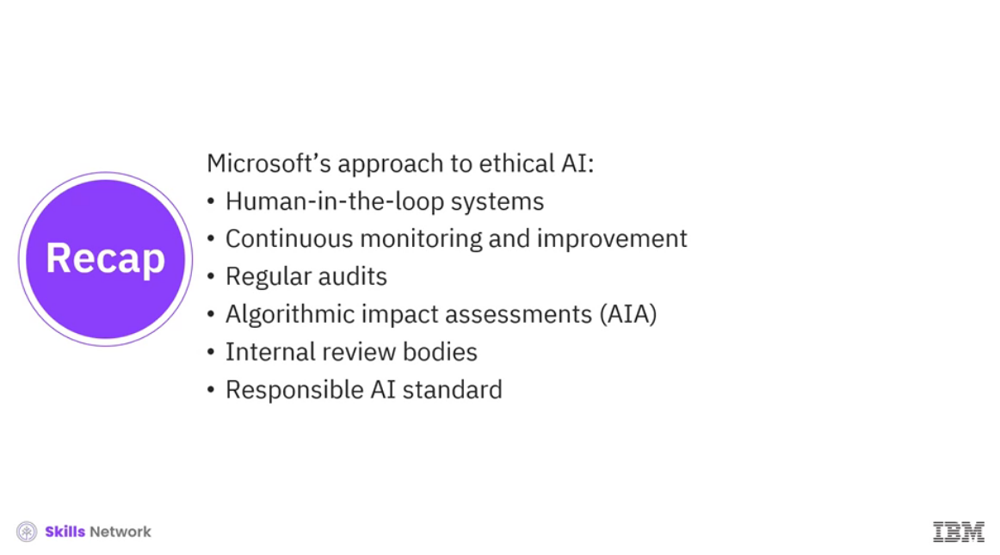 Recap
Microsoft’s approach to ethical AI:
• Human-in-the-loop systems
• Continuous monitoring and improvement
• Regular audits
• Algorithmic impact assessments (AIA)
• Internal review bodies
• Responsible AI standard
Skills Network
IBM